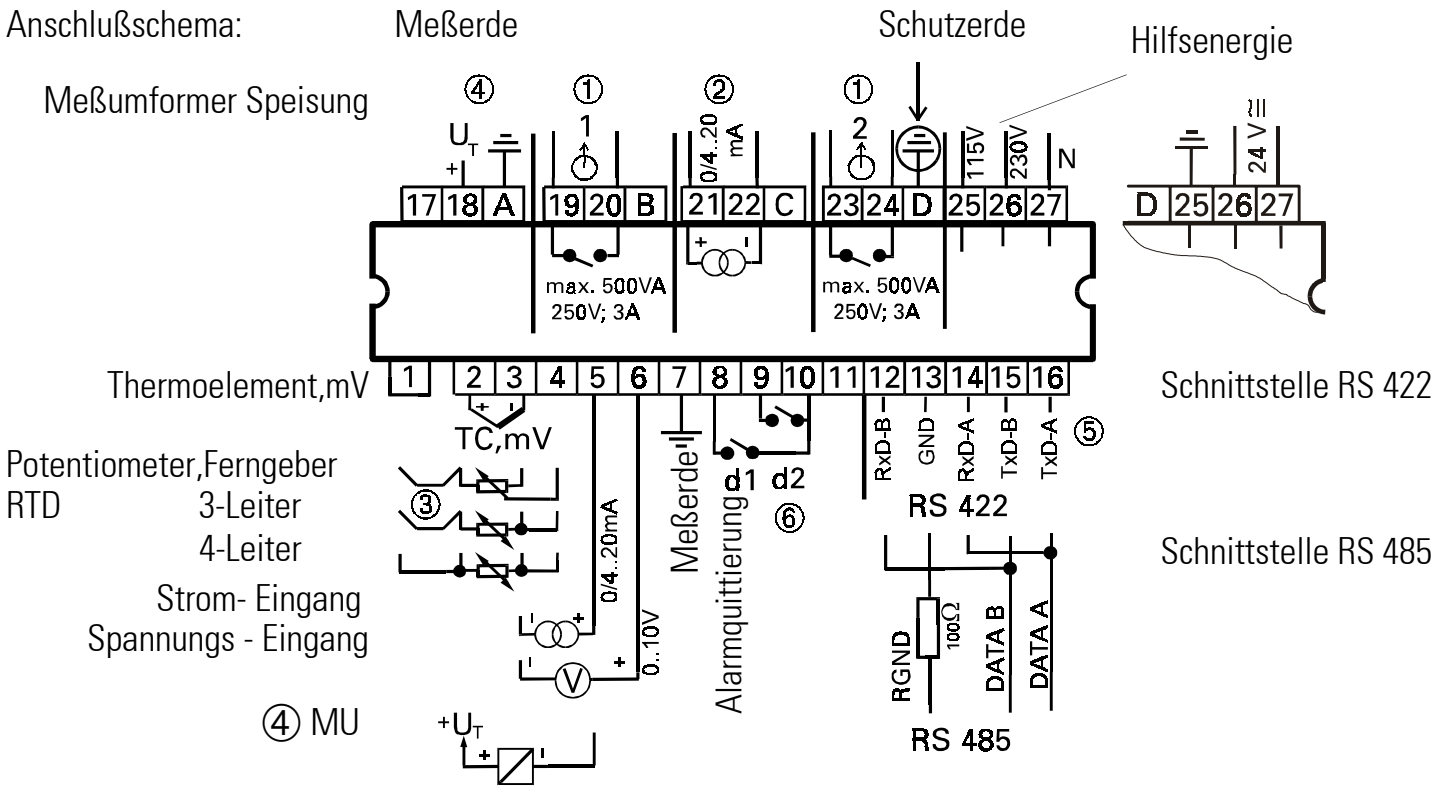 Anschlußschema:
Meßerde
Schutzerde
Hilfsenergie
Meßumformer Speisung
④
①
②
①
1
0/4..20
mA
2
24 V
U T
+
115V
230V
N
17 18 A 19 20 B 21 22 C 23 24 D 25 26 27
D 25 26 27
+ -
max. 500VA
250V; 3A
max. 500VA
250V; 3A
1 2 3 4 5 6 7 8 9 10 11 12 13 14 15 16
Thermoelement,mV
Schnittstelle RS 422
+ -
TC,mV
RxD-B
GND
RxD-A
TxD-B
TxD-A
⑤
Potentiometer,Ferngeber
RTD 3-Leiter
4-Leiter
③
0/4..20mA
Meßerde
d1 d2
Alarmquittierung
⑥
RS 422
Schnittstelle RS 485
Strom- Eingang
Spannungs - Eingang
- +
- +
V
0..10V
RGND
100Ω
DATA B
DATA A
RS 485
④ MU
+U T
+ -